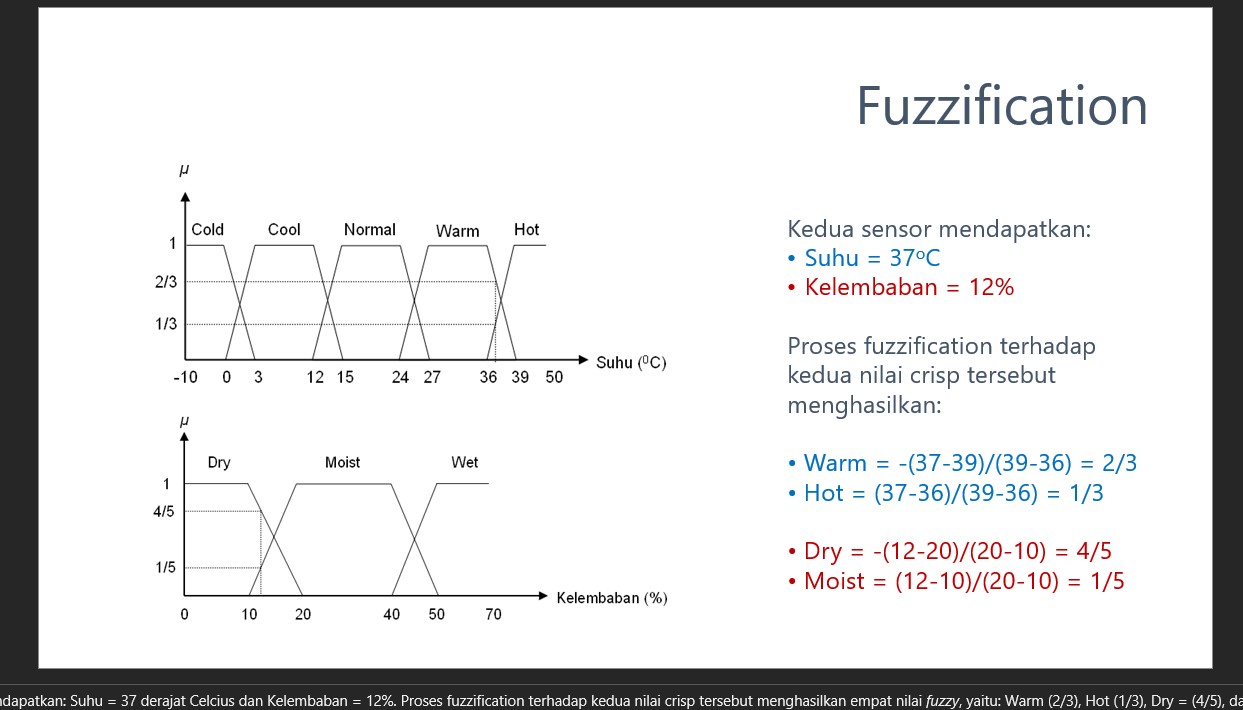 Fuzzification
µ
Cold Cool Normal Warm Hot
1
2/3
1/3
Suhu (⁰C)
-10 0 3 12 15 24 27 36 39 50
µ
Dry Moist Wet
1
4/5
1/5
Kelembaban (%)
0 10 20 40 50 70
Kedua sensor mendapatkan:
• Suhu = 37ºC
• Kelembaban = 12%
Proses fuzzification terhadap
kedua nilai crisp tersebut
menghasilkan:
• Warm = -(37-39)/(39-36) = 2/3
• Hot = (37-36)/(39-36) = 1/3
• Dry = -(12-20)/(20-10) = 4/5
• Moist = (12-10)/(20-10) = 1/5
dapatkan: Suhu = 37 derajat Celcius dan Kelembaban = 12%. Proses fuzzification terhadap kedua nilai crisp tersebut menghasilkan empat nilai fuzzy, yaitu: Warm (2/3), Hot (1/3), Dry = (4/5), da